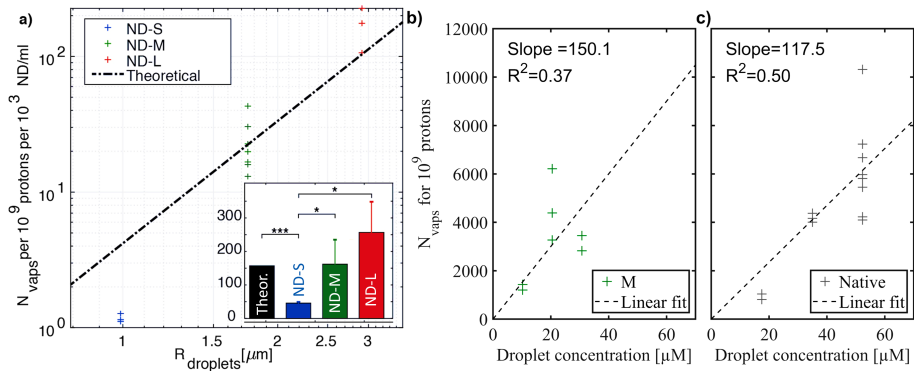 a)
ND-S
ND-M
ND-L
Theoretical
N_vaps per 10^9 protons per 10^3 ND/ml
10^2
10^1
10^0
1
1.5
2
2.5
3
R_droplets [μm]
300
200
100
0
***
*
*
Theor.
ND-S
ND-M
ND-L
b)
Slope =150.1
R^2=0.37
N_vaps for 10^9 protons
12000
10000
8000
6000
4000
2000
0
0
20
40
60
Droplet concentration [μM]
M
Linear fit
c)
Slope=117.5
R^2=0.50
0
20
40
60
Droplet concentration [μM]
Native
Linear fit